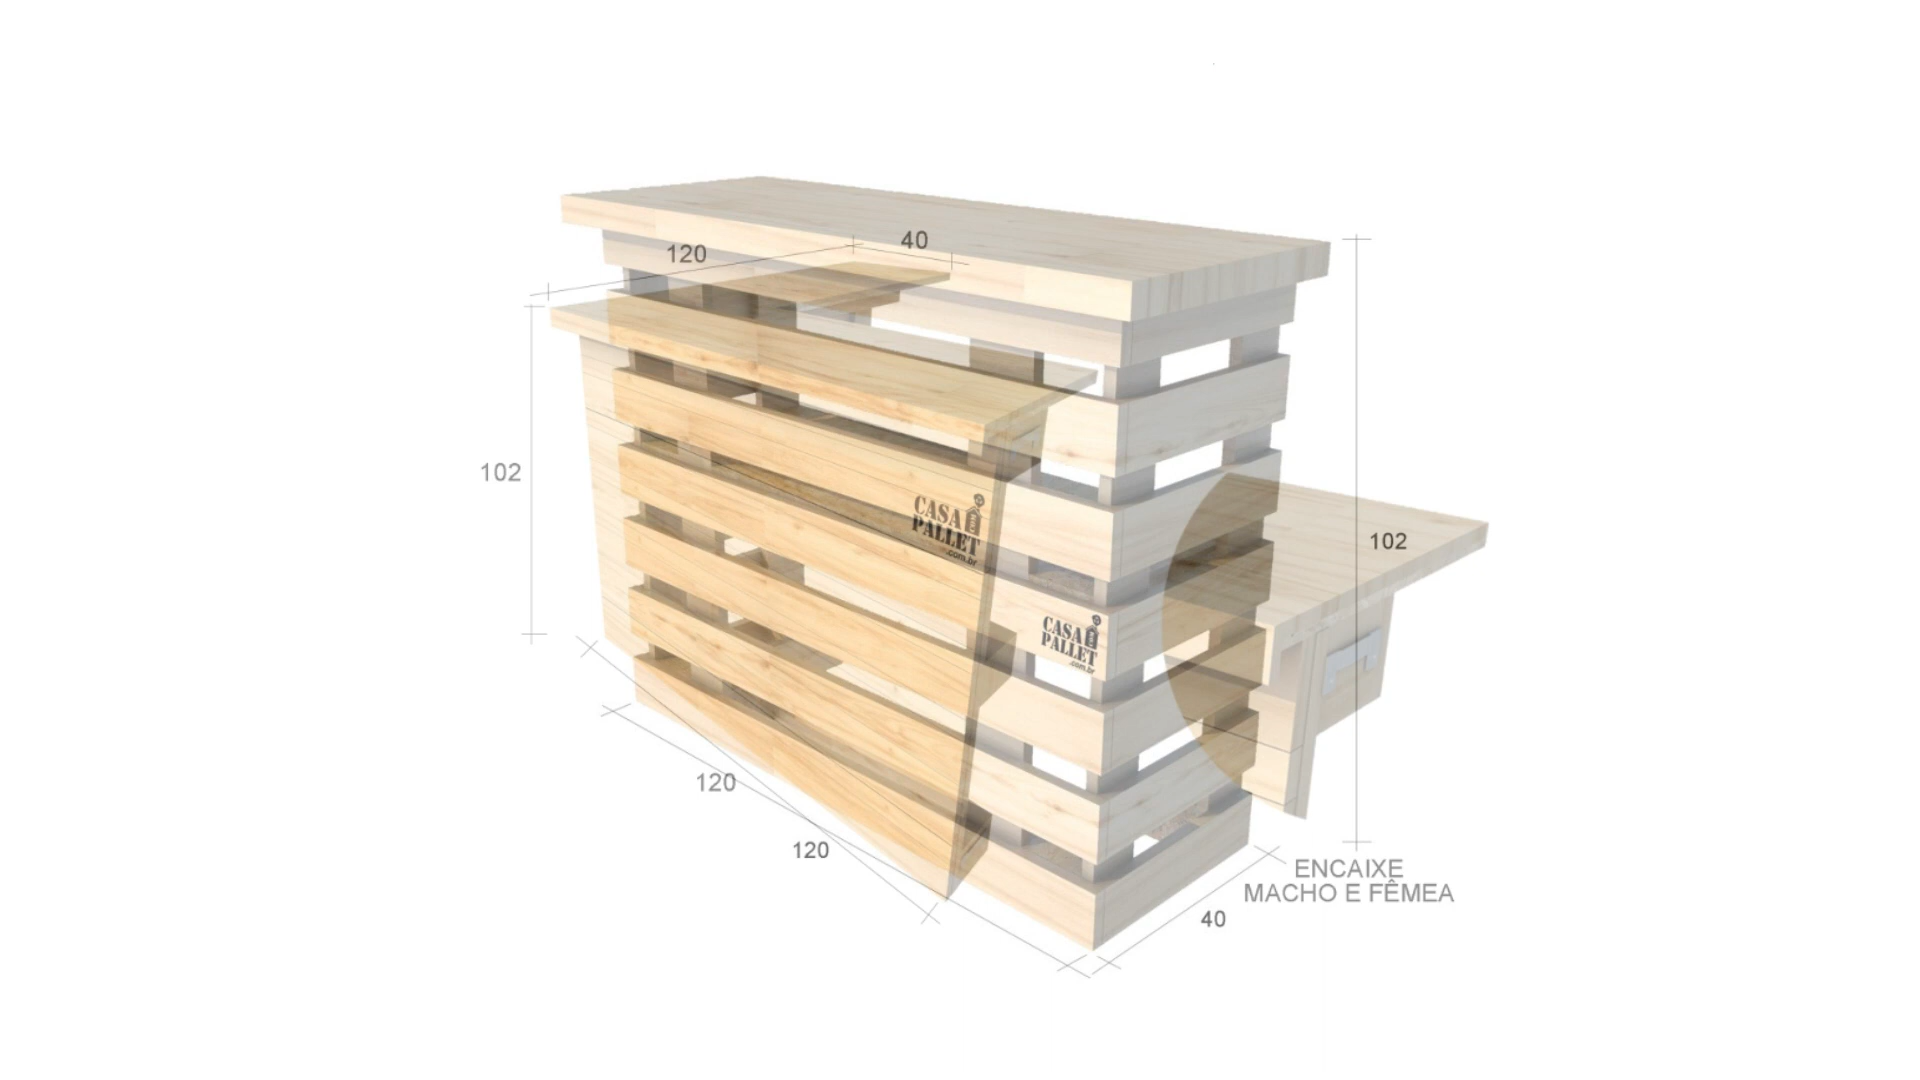 40
120
102
CASA
PALLET
.com.br
102
CASA
PALLET
.com.br
120
120
ENCAIXE
MACHO E FÊMEA
40